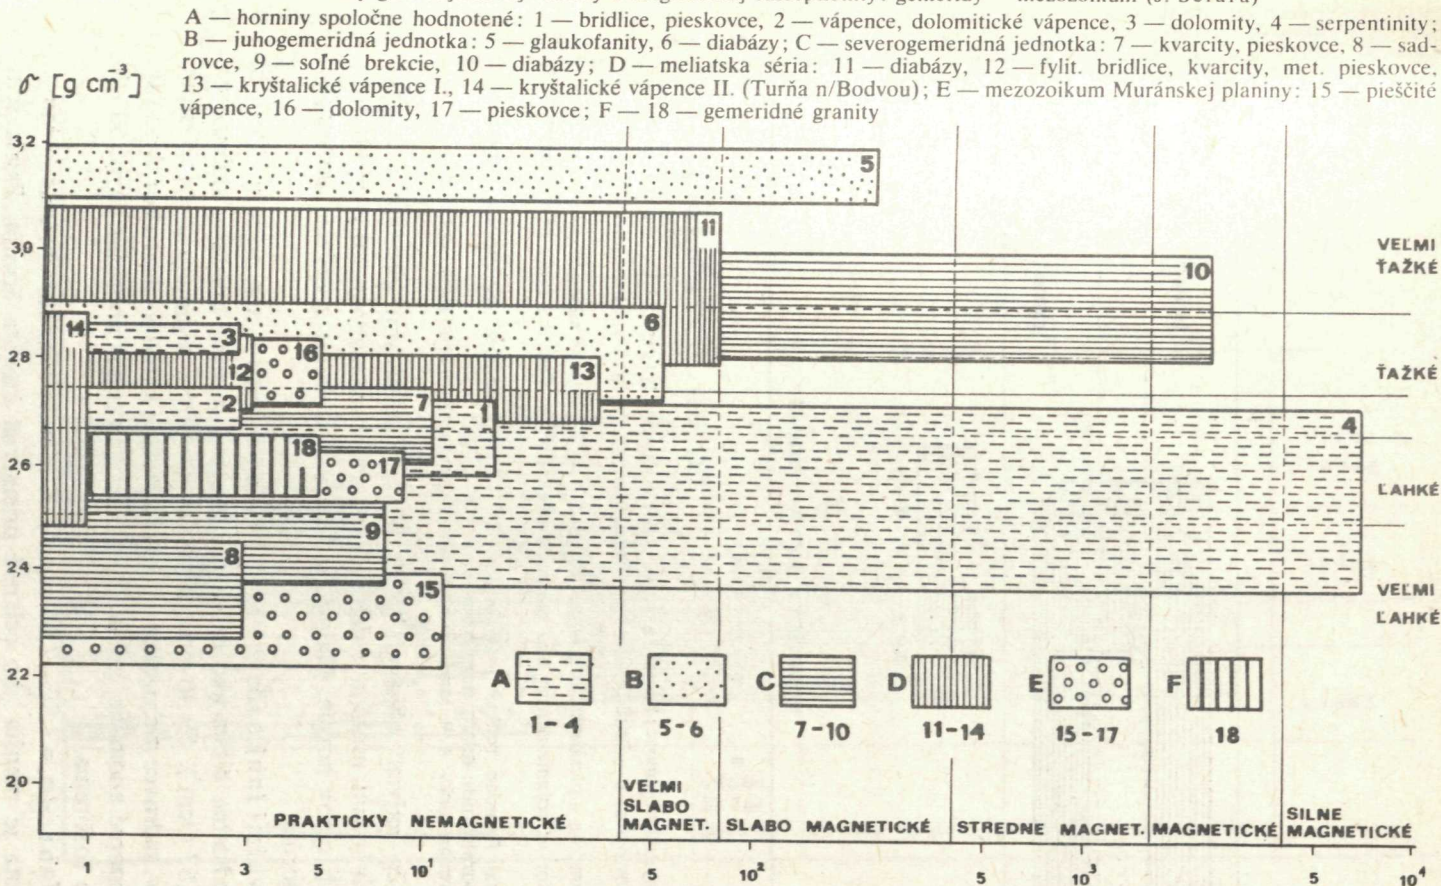 A — horniny spoločne hodnotené: 1 — bridlice, pieskovce, 2 — vápence, dolomitické vápence, 3 — dolomity, 4 — serpentinity;
B — juhogemeridná jednotka: 5 — glaukofanity, 6 — diabázy; C — severogemeridná jednotka: 7 — kvarcity, pieskovce, 8 — sad-
rovce, 9 — soľné brekcie, 10 — diabázy; D — meliatska séria: 11 — diabázy, 12 — fylit. bridlice, kvarcity, met. pieskovce,
13 — kryštalické vápence I., 14 — kryštalické vápence II. (Turňa n/Bodvou); E — mezozoikum Muránskej planiny: 15 — pieščité
vápence, 16 — dolomity, 17 — pieskovce; F — 18 — gemeridné granity
σ [g cm⁻³]
3,2
5
11
3,0
VEĽMI
ŤAŽKÉ
10
6
14
3
16
2,8
12
13
ŤAŽKÉ
2
7
1
4
18
17
2,6
ĽAHKÉ
9
8
2,4
15
VEĽMI
ĽAHKÉ
2,2
A
B
C
D
E
F
1-4
5-6
7-10
11-14
15-17
18
2,0
VEĽMI
SLABO
MAGNET.
PRAKTICKY NEMAGNETICKÉ
SLABO MAGNETICKÉ
STREDNE MAGNET.
MAGNETICKÉ
SILNE
MAGNETICKÉ
1
3
5
10¹
5
10²
5
10³
5
10⁴